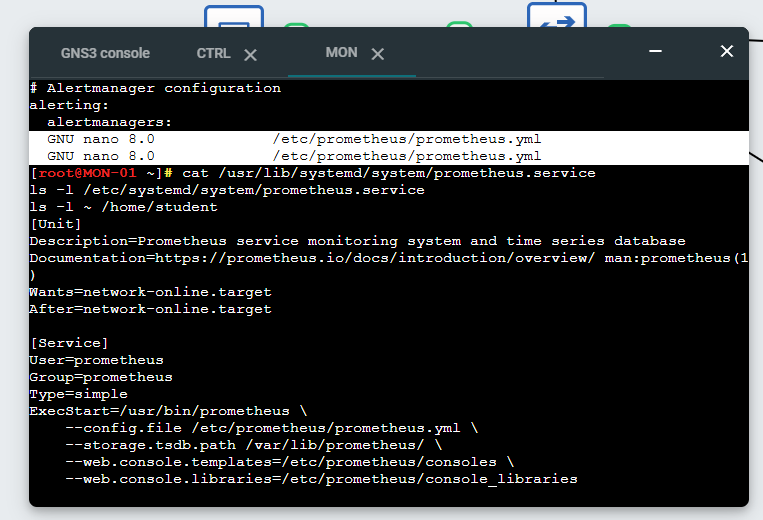 GNS3 console CTRL MON
# Alertmanager configuration
alerting:
  alertmanagers:
  GNU nano 8.0             /etc/prometheus/prometheus.yml
  GNU nano 8.0             /etc/prometheus/prometheus.yml
[root@MON-01 ~]# cat /usr/lib/systemd/system/prometheus.service
ls -l /etc/systemd/system/prometheus.service
ls -l ~ /home/student
[Unit]
Description=Prometheus service monitoring system and time series database
Documentation=https://prometheus.io/docs/introduction/overview/ man:prometheus(1
)
Wants=network-online.target
After=network-online.target

[Service]
User=prometheus
Group=prometheus
Type=simple
ExecStart=/usr/bin/prometheus \
    --config.file /etc/prometheus/prometheus.yml \
    --storage.tsdb.path /var/lib/prometheus/ \
    --web.console.templates=/etc/prometheus/consoles \
    --web.console.libraries=/etc/prometheus/console_libraries